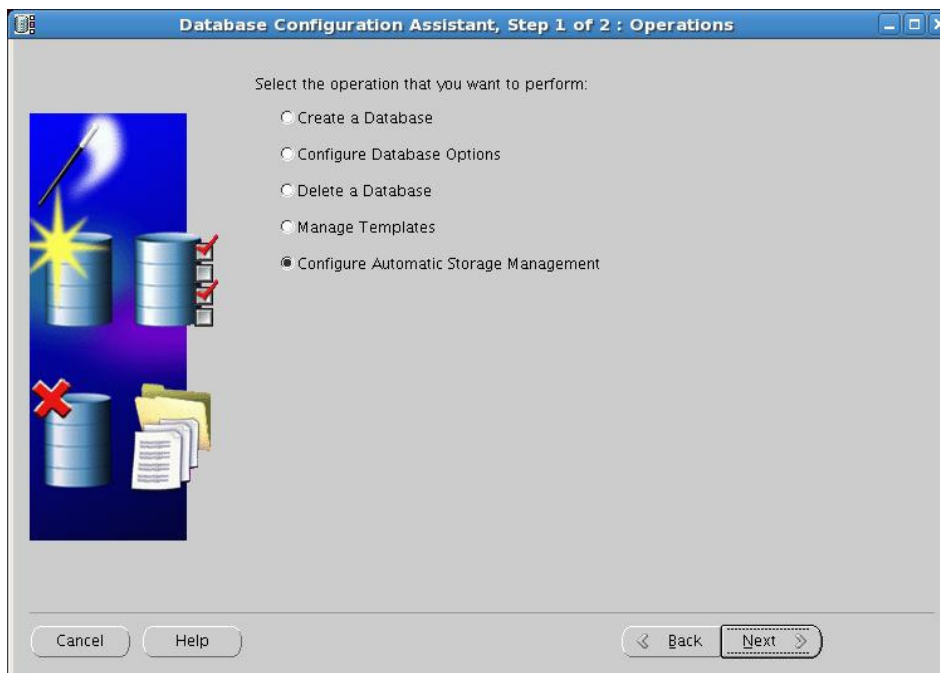 Database Configuration Assistant, Step 1 of 2 : Operations
Select the operation that you want to perform:
Create a Database
Configure Database Options
Delete a Database
Manage Templates
Configure Automatic Storage Management
Cancel
Help
Back
Next